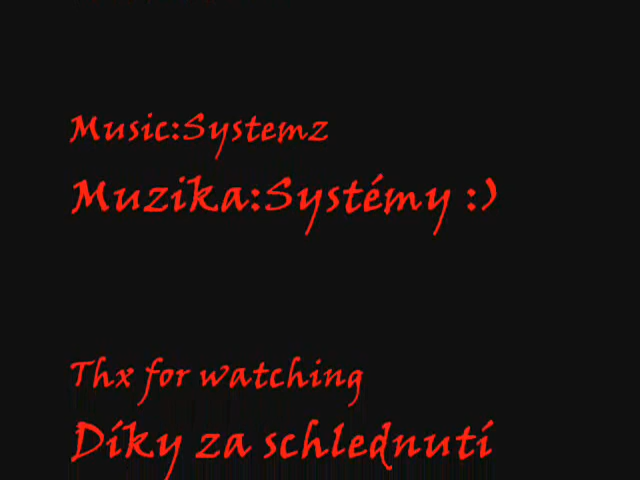 Music:Systemz
Muzika:Systémy :)
Thx for watching
Díky za schlednutí